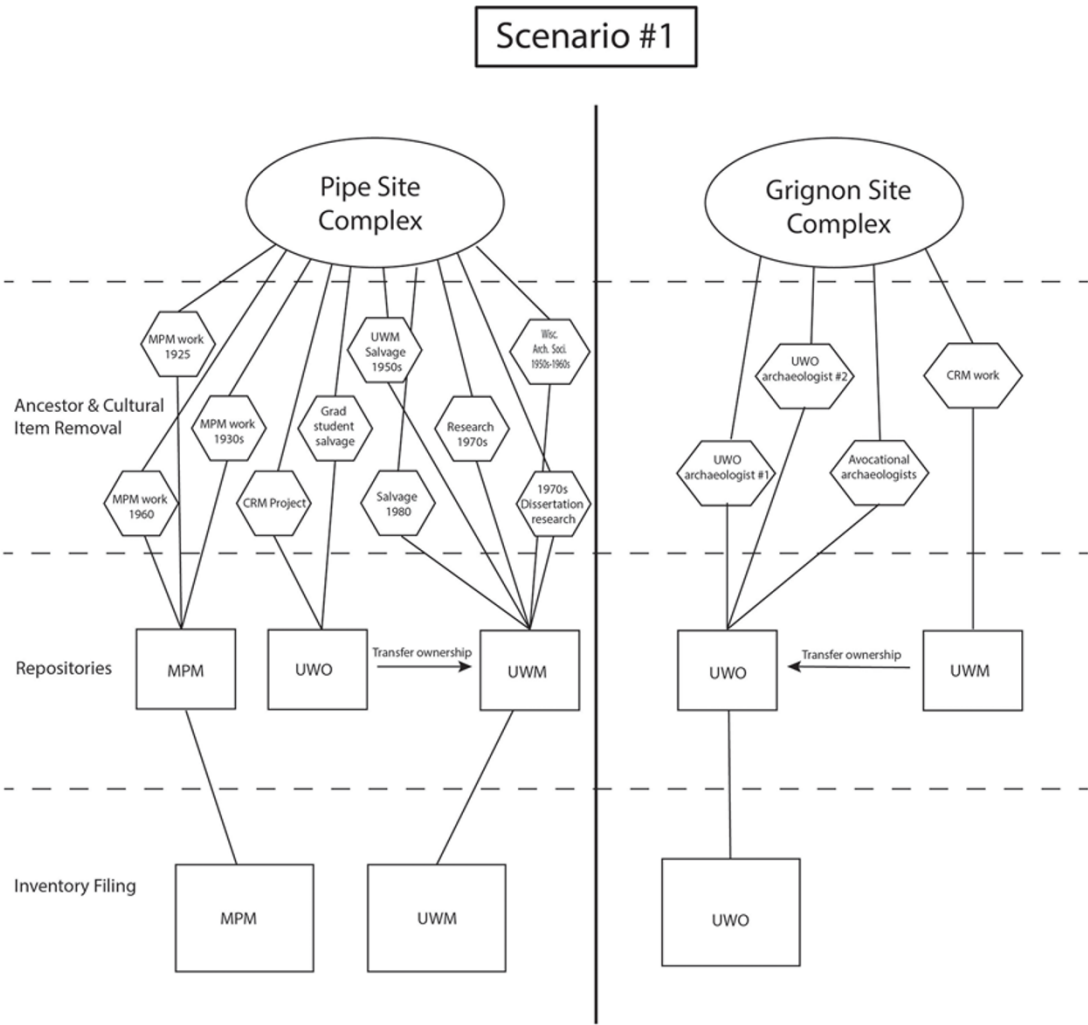 Scenario #1
Pipe Site
Complex
Grignon Site
Complex
Ancestor & Cultural
Item Removal
MPM work
1925
UWM
Salvage
1950s
Wisc.
Arch. Soci.
1950s-1960s
MPM work
1930s
Grad
student
salvage
Research
1970s
MPM work
1960
CRM Project
Salvage
1980
1970s
Dissertation
research
UWO
archaeologist #2
CRM work
UWO
archaeologist #1
Avocational
archaeologists
Repositories
MPM
UWO
Transfer ownership
UWM
UWO
Transfer ownership
UWM
Inventory Filing
MPM
UWM
UWO